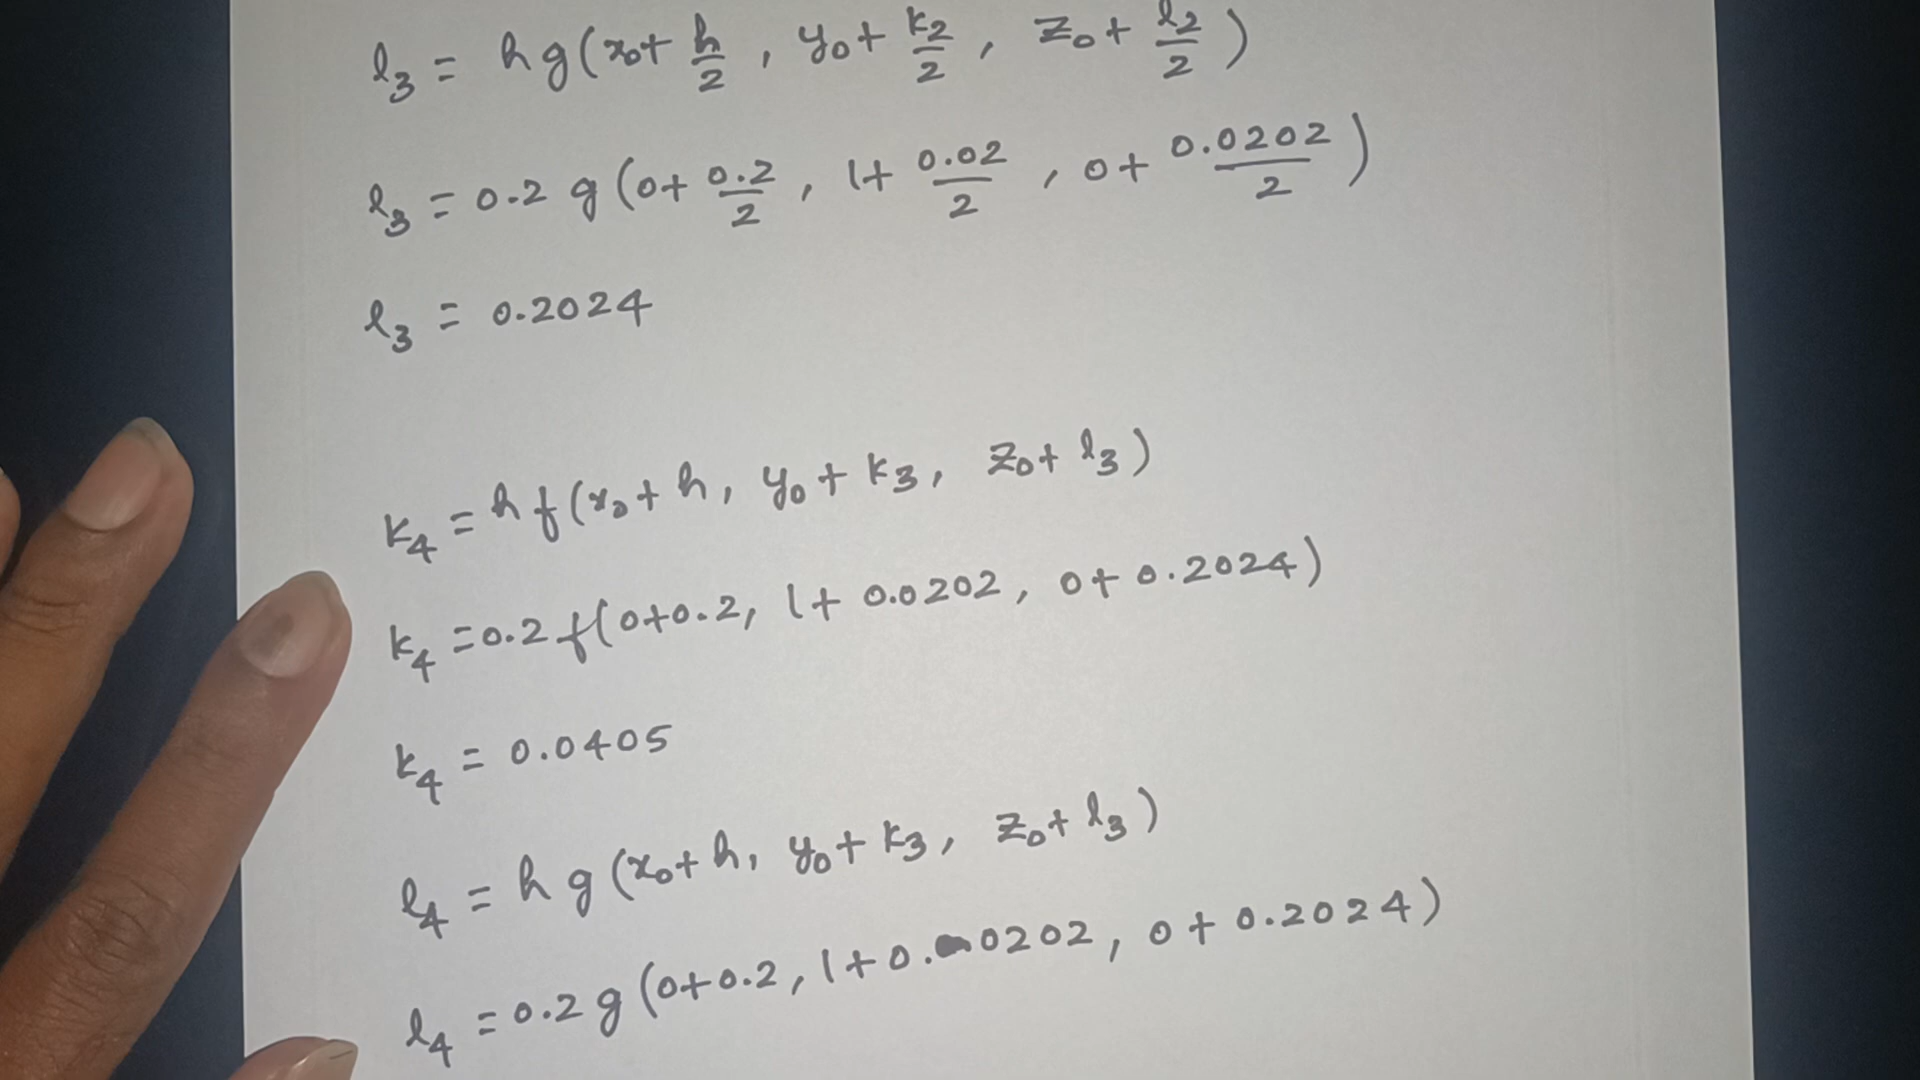 l₃ = hg(x₀+ h/2 , y₀+ k₂/2 , z₀+ l₂/2 )
l₃ = 0.2 g (0+ 0.2/2 , 1+ 0.02/2 , 0+ 0.0202/2 )
l₃ = 0.2024
k₄ = hf(x₀+h, y₀+k₃, z₀+l₃)
k₄ =0.2 f(0+0.2, 1+ 0.0202, 0+0.2024)
k₄ = 0.0405
l₄ = hg(x₀+h, y₀+k₃, z₀+l₃)
l₄ =0.2 g (0+0.2, 1+0.0202, 0+0.2024)